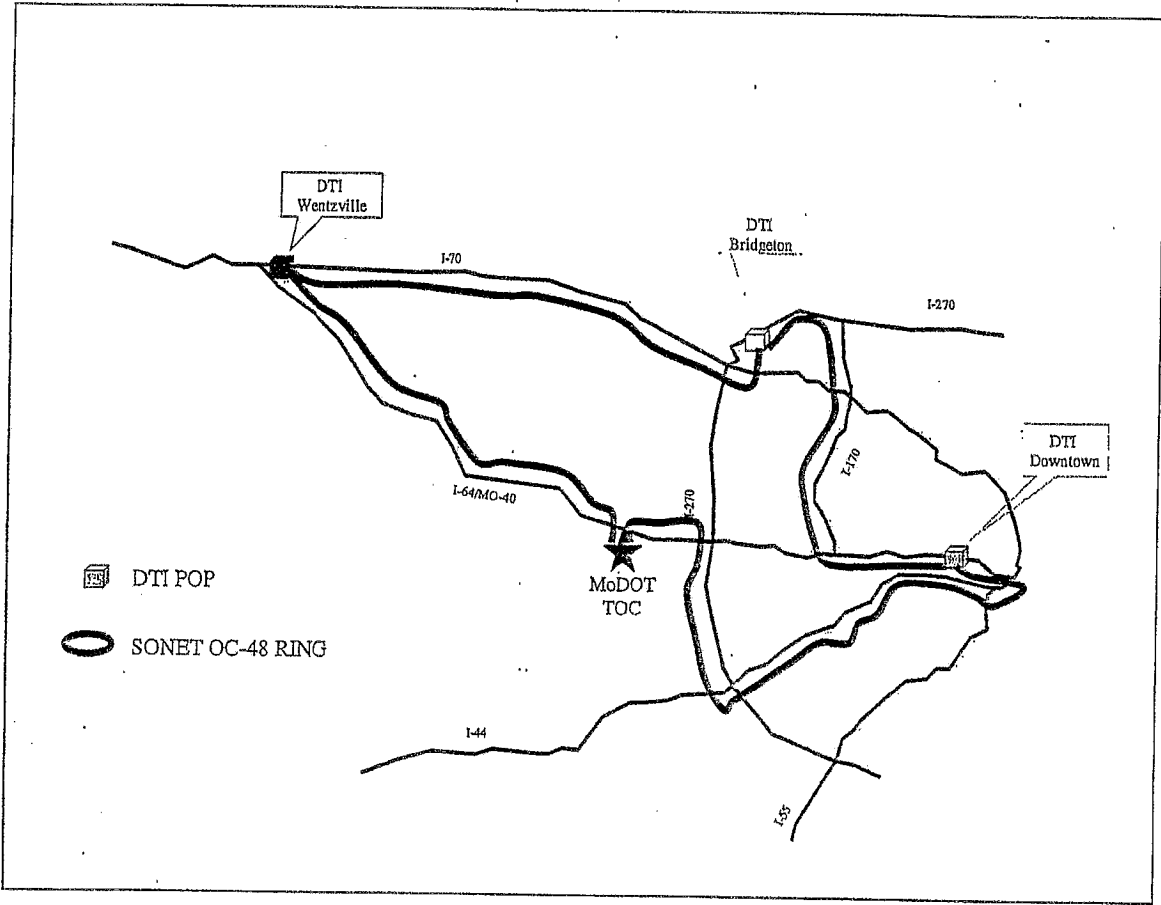 DTI
Wentzville
DTI
Bridgeton
I-70
I-270
DTI
Downtown
I-170
I-64/MO-40
I-270
MoDOT
TOC
DTI POP
SONET OC-48 RING
I-44
I-55